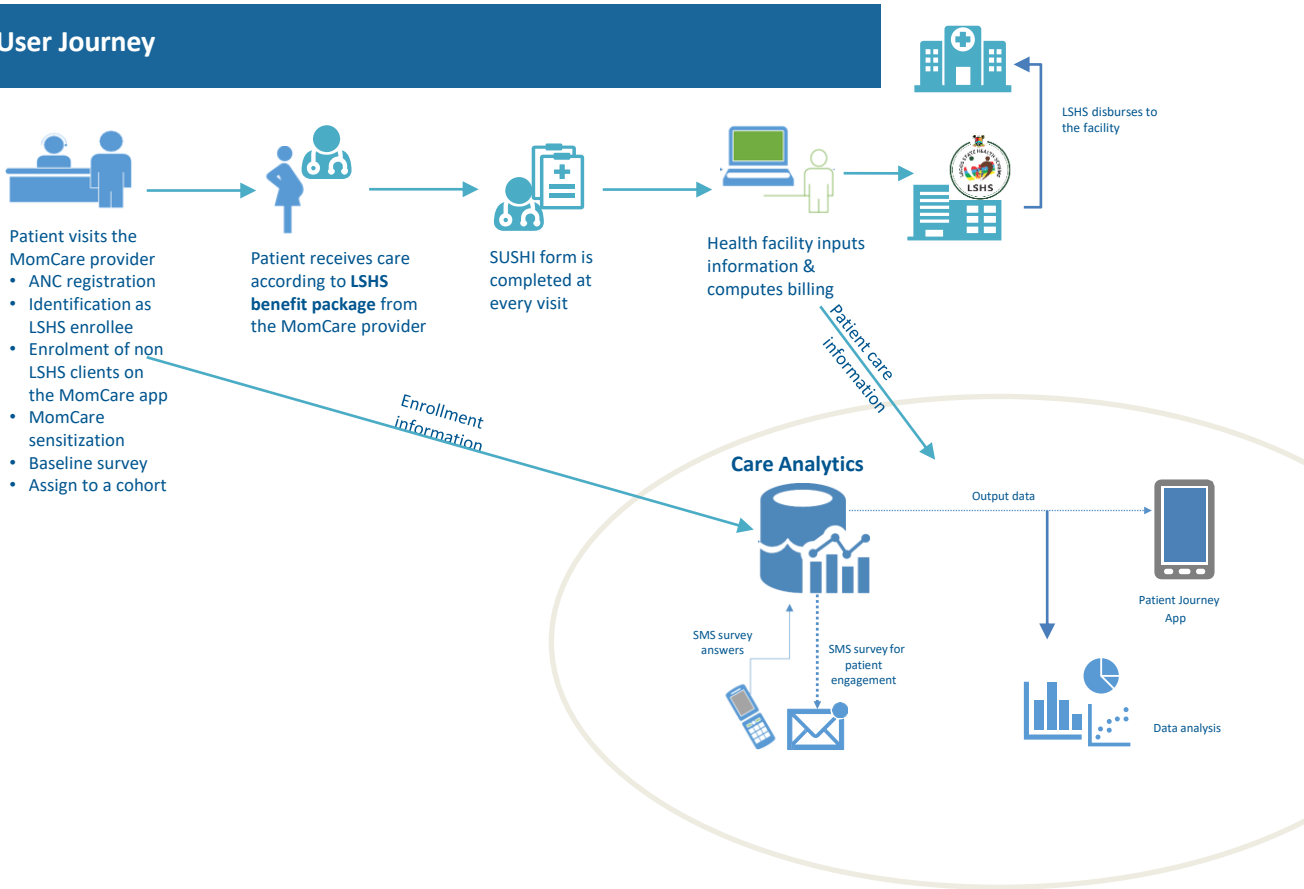 User Journey
LSHS disburses to
the facility
LAGOS STATE HEALTH SCHEME
LSHS
Patient visits the
MomCare provider
• ANC registration
• Identification as
LSHS enrollee
• Enrolment of non
LSHS clients on
the MomCare app
• MomCare
sensitization
• Baseline survey
• Assign to a cohort
Patient receives care
according to LSHS
benefit package from
the MomCare provider
SUSHI form is
completed at
every visit
Health facility inputs
information &
computes billing
Patient care
information
Enrollment
information
Care Analytics
Output data
Patient Journey
App
SMS survey
answers
SMS survey for
patient
engagement
Data analysis